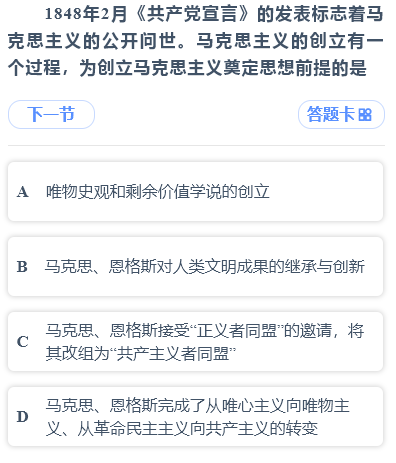 1848年2月《共产党宣言》的发表标志着马
克思主义的公开问世。马克思主义的创立有一
个过程，为创立马克思主义奠定思想前提的是
下一节
答题卡
A 唯物史观和剩余价值学说的创立
B 马克思、恩格斯对人类文明成果的继承与创新
C 马克思、恩格斯接受“正义者同盟”的邀请，将
其改组为“共产主义者同盟”
D 马克思、恩格斯完成了从唯心主义向唯物主
义、从革命民主主义向共产主义的转变